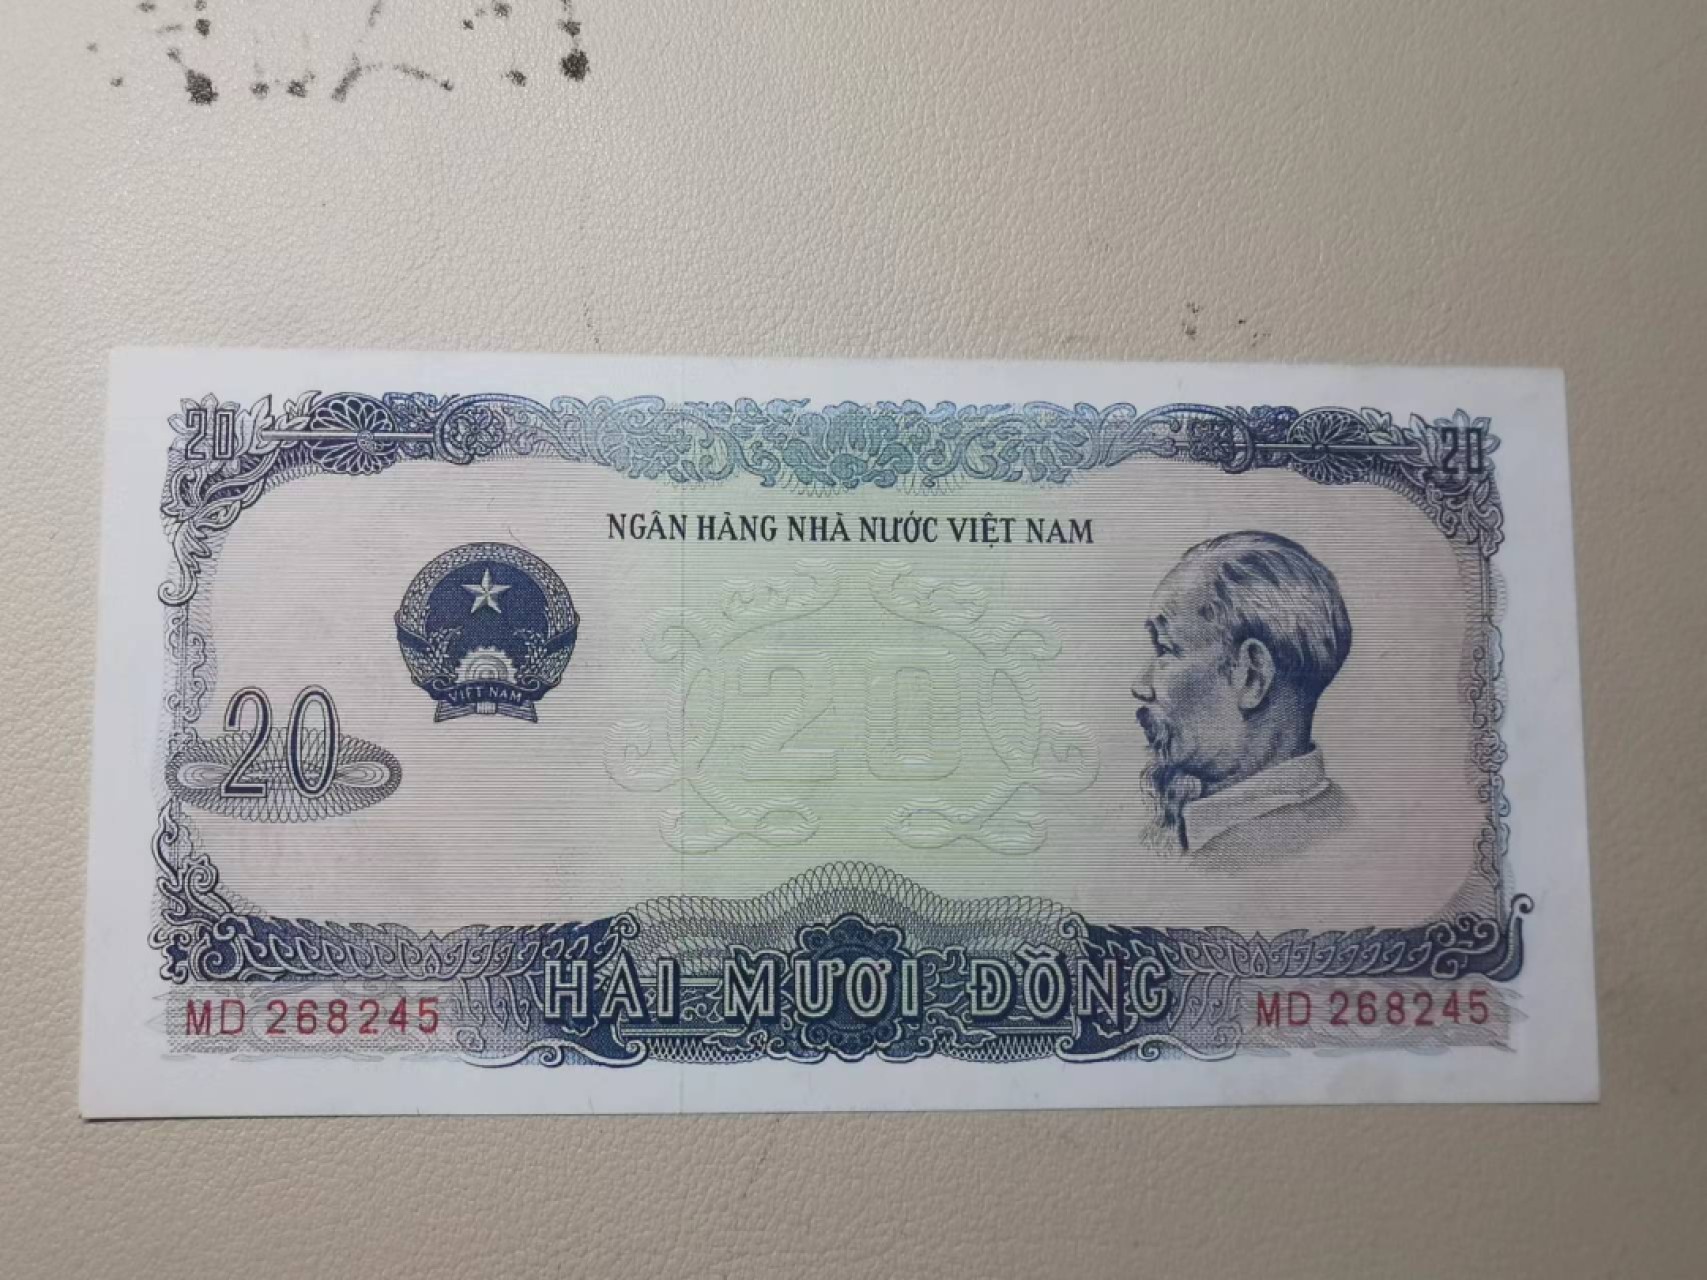 20 20
NGÂN HÀNG NHÀ NƯỚC VIỆT NAM
VIỆT NAM
20
20
HAI MƯƠI ĐỒNG
MD 268245 MD 268245